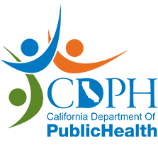 CDPH
California Department Of
PublicHealth